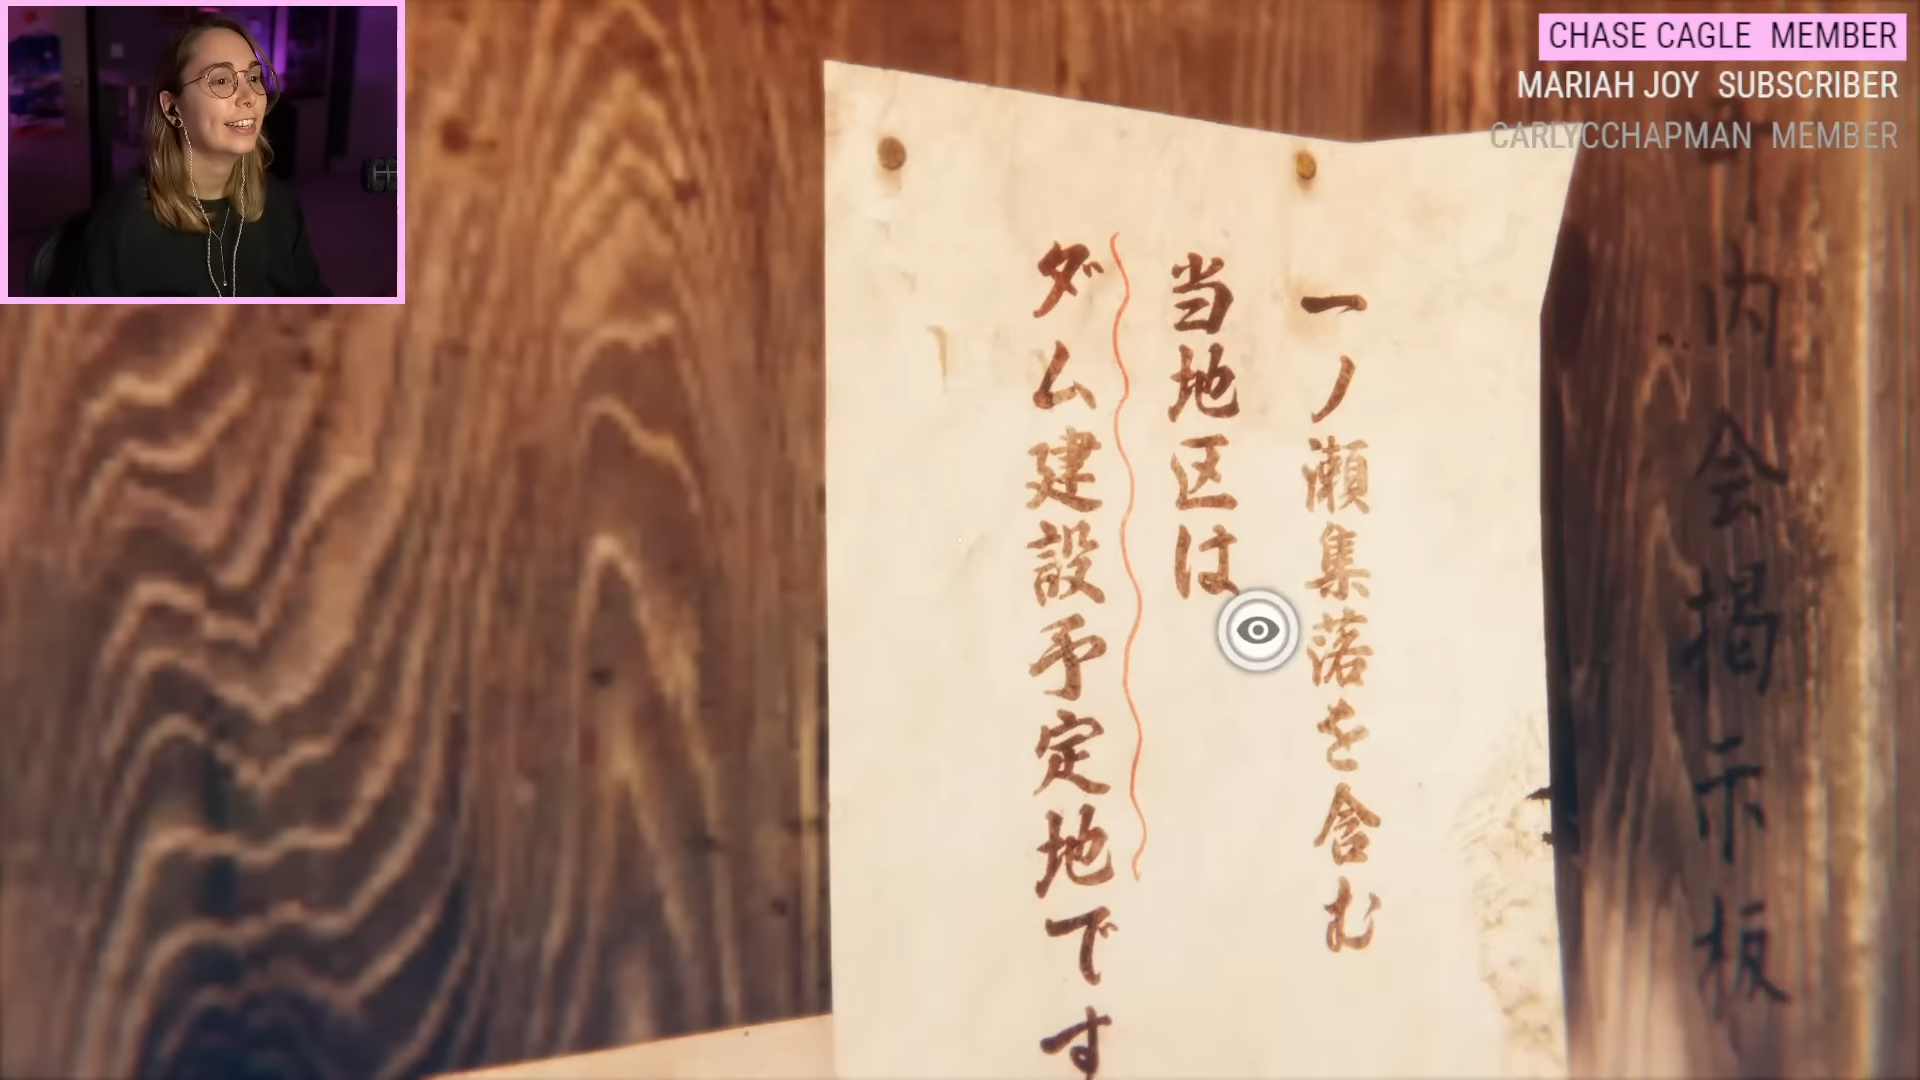 CHASE CAGLE MEMBER
MARIAH JOY SUBSCRIBER
CARLYCCHAPMAN MEMBER
一ノ瀬集落を含む
当地区は
ダム建設予定地です
内会掲示板